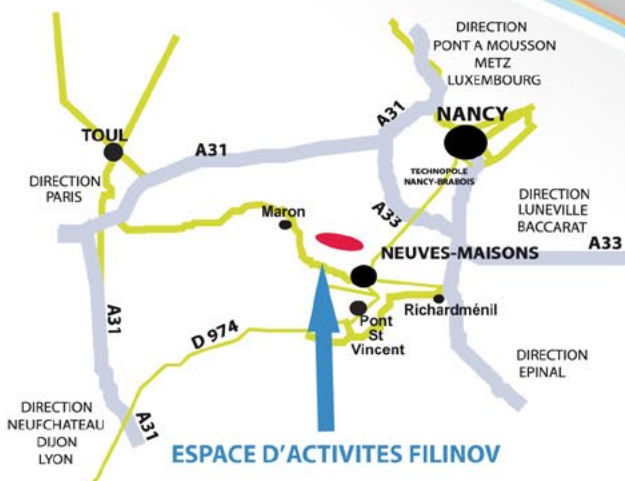 DIRECTION
PONT A MOUSSON
METZ
LUXEMBOURG
A31
NANCY
TOUL
A31
TECHNOPOLE
NANCY-BRABOIS
DIRECTION
PARIS
DIRECTION
LUNEVILLE
BACCARAT
Maron
A33
A33
NEUVES-MAISONS
A31
Richardménil
Pont
St
Vincent
D 974
DIRECTION
EPINAL
DIRECTION
NEUFCHATEAU
DIJON
LYON
A31
ESPACE D'ACTIVITES FILINOV